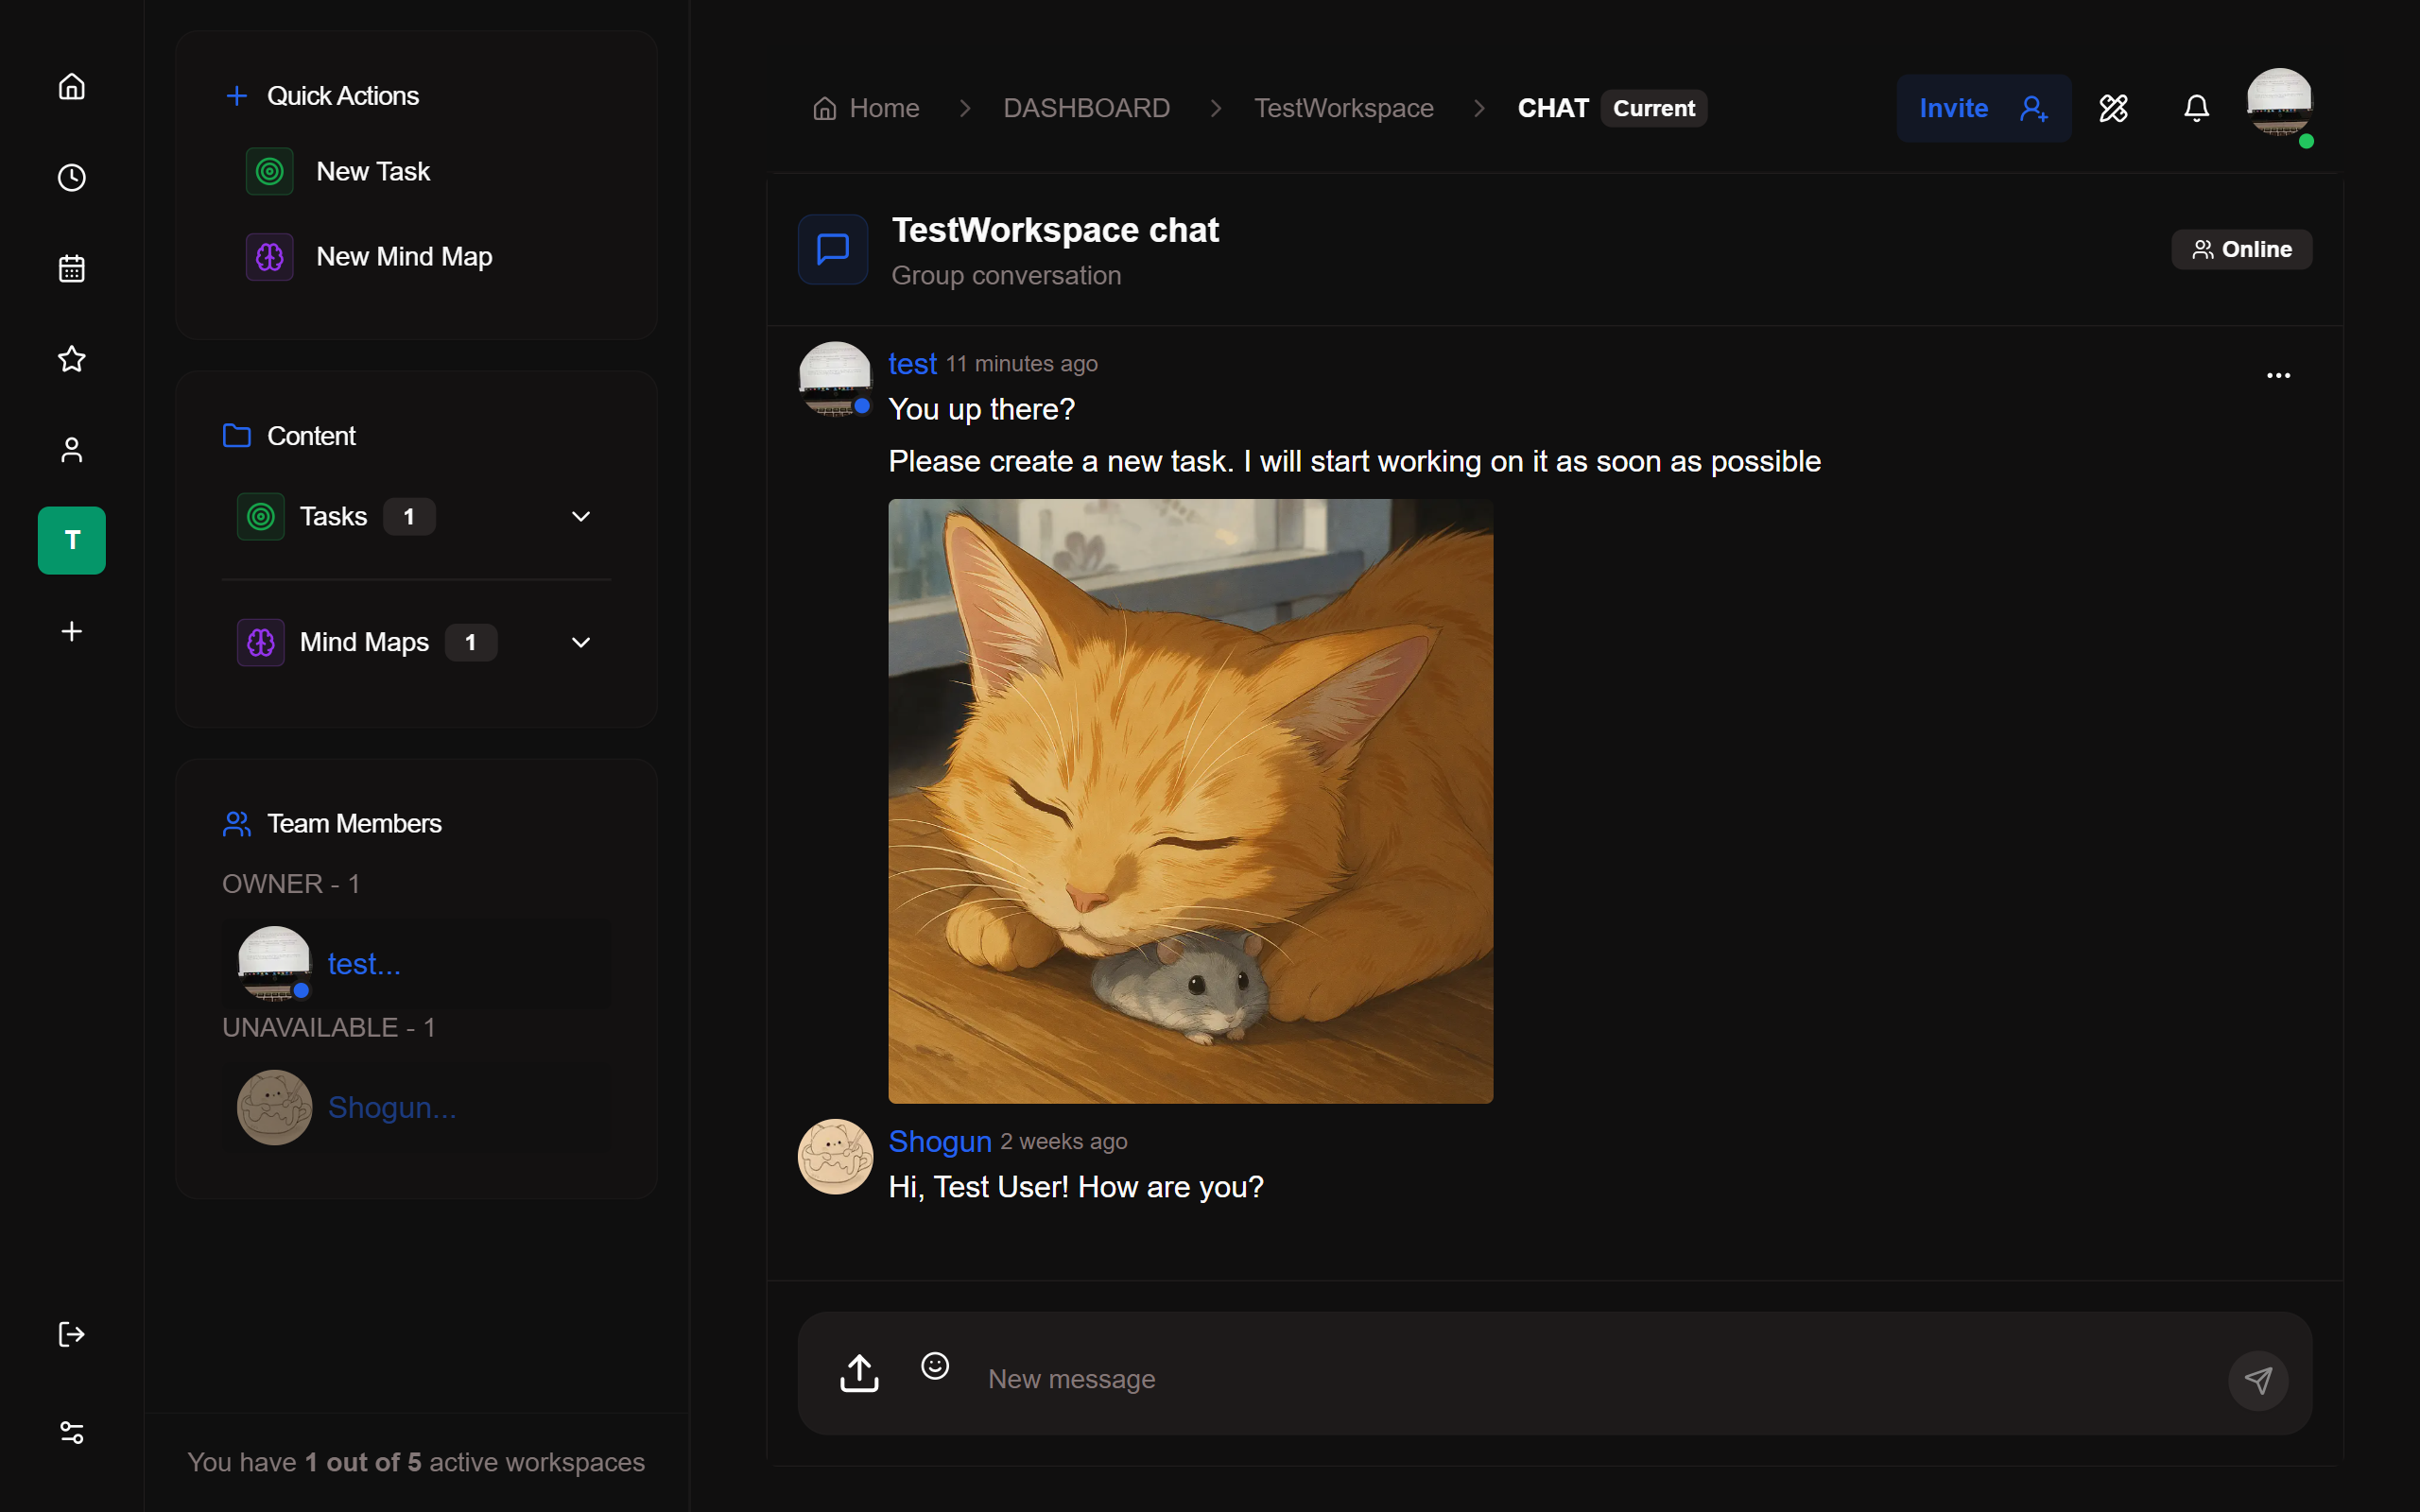 Quick Actions
New Task
New Mind Map
Content
Tasks 1
Mind Maps 1
Team Members
OWNER - 1
test...
UNAVAILABLE - 1
Shogun...
T
You have 1 out of 5 active workspaces
Home
DASHBOARD
TestWorkspace
CHAT Current
Invite
TestWorkspace chat
Group conversation
Online
test 11 minutes ago
You up there?
Please create a new task. I will start working on it as soon as possible
Shogun 2 weeks ago
Hi, Test User! How are you?
New message